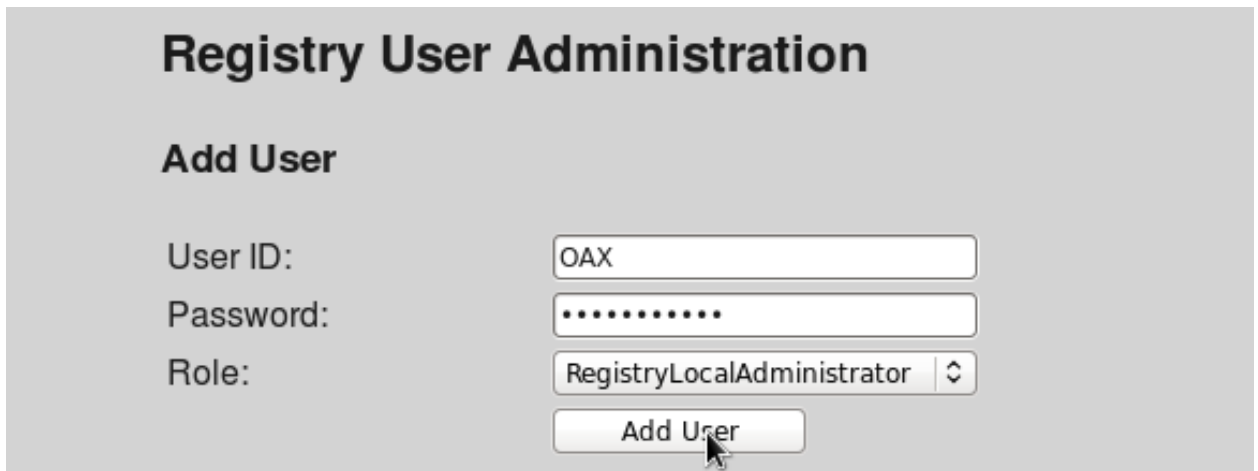 Registry User Administration
Add User
User ID: OAX
Password: •••••••••••
Role: RegistryLocalAdministrator
Add User